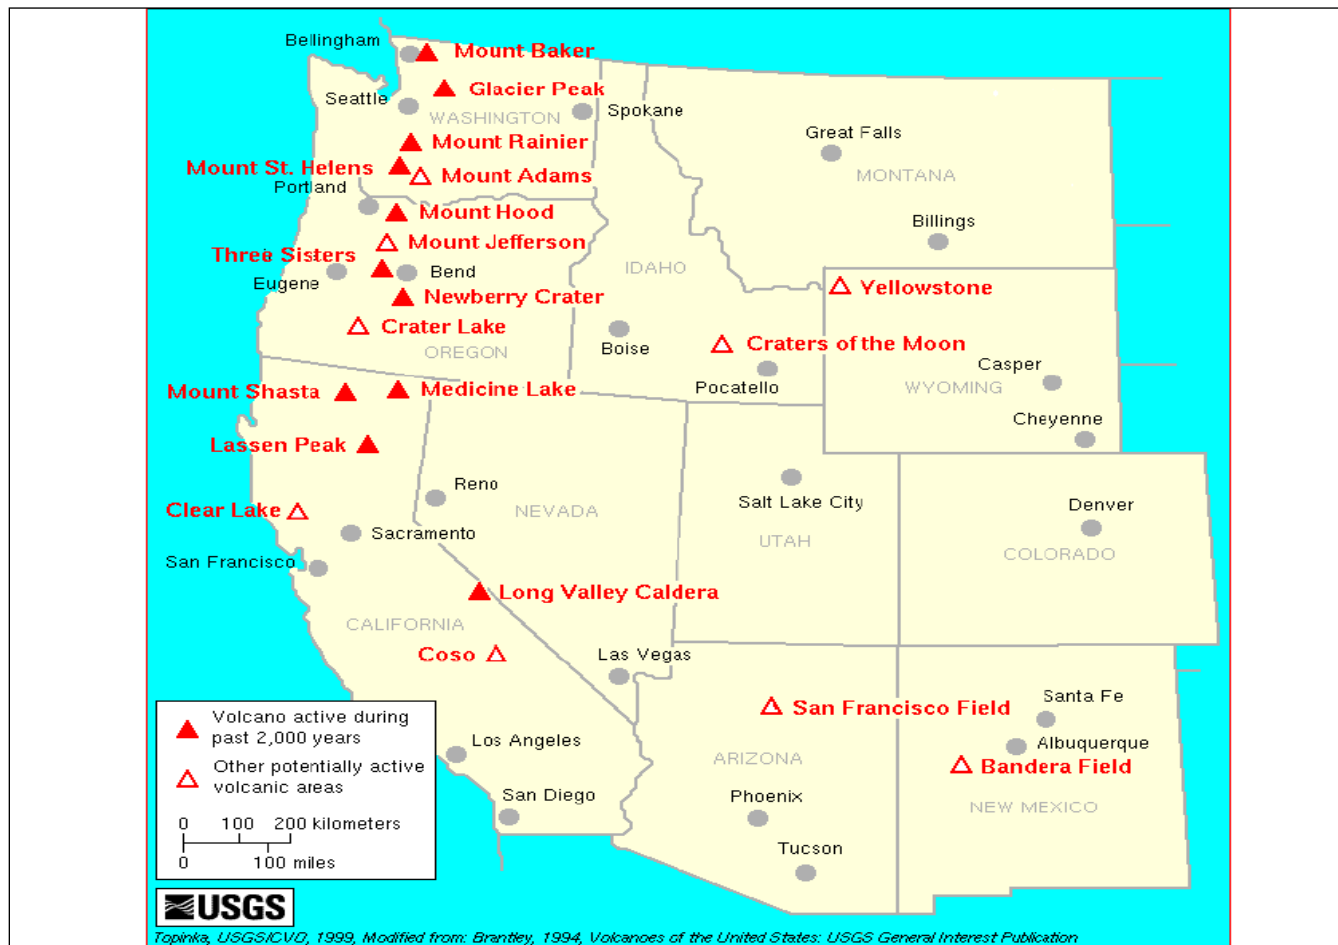 Bellingham
Mount Baker
Glacier Peak
Seattle
WASHINGTON
Spokane
Mount Rainier
Great Falls
Mount St. Helens
Mount Adams
MONTANA
Portland
Mount Hood
Billings
Mount Jefferson
Three Sisters
IDAHO
Eugene
Bend
Yellowstone
Newberry Crater
Crater Lake
OREGON
Boise
Craters of the Moon
Casper
Mount Shasta
Medicine Lake
Pocatello
WYOMING
Cheyenne
Lassen Peak
Reno
Salt Lake City
Clear Lake
NEVADA
Denver
Sacramento
UTAH
COLORADO
San Francisco
Long Valley Caldera
CALIFORNIA
Coso
Las Vegas
San Francisco Field
Santa Fe
Albuquerque
Los Angeles
ARIZONA
Bandera Field
San Diego
Phoenix
NEW MEXICO
Tucson
Volcano active during
past 2,000 years
Other potentially active
volcanic areas
0 100 200 kilometers
0 100 miles
USGS
Topinka, USGS/CVO, 1999, Modified from: Brantley, 1994, Volcanoes of the United States: USGS General Interest Publication